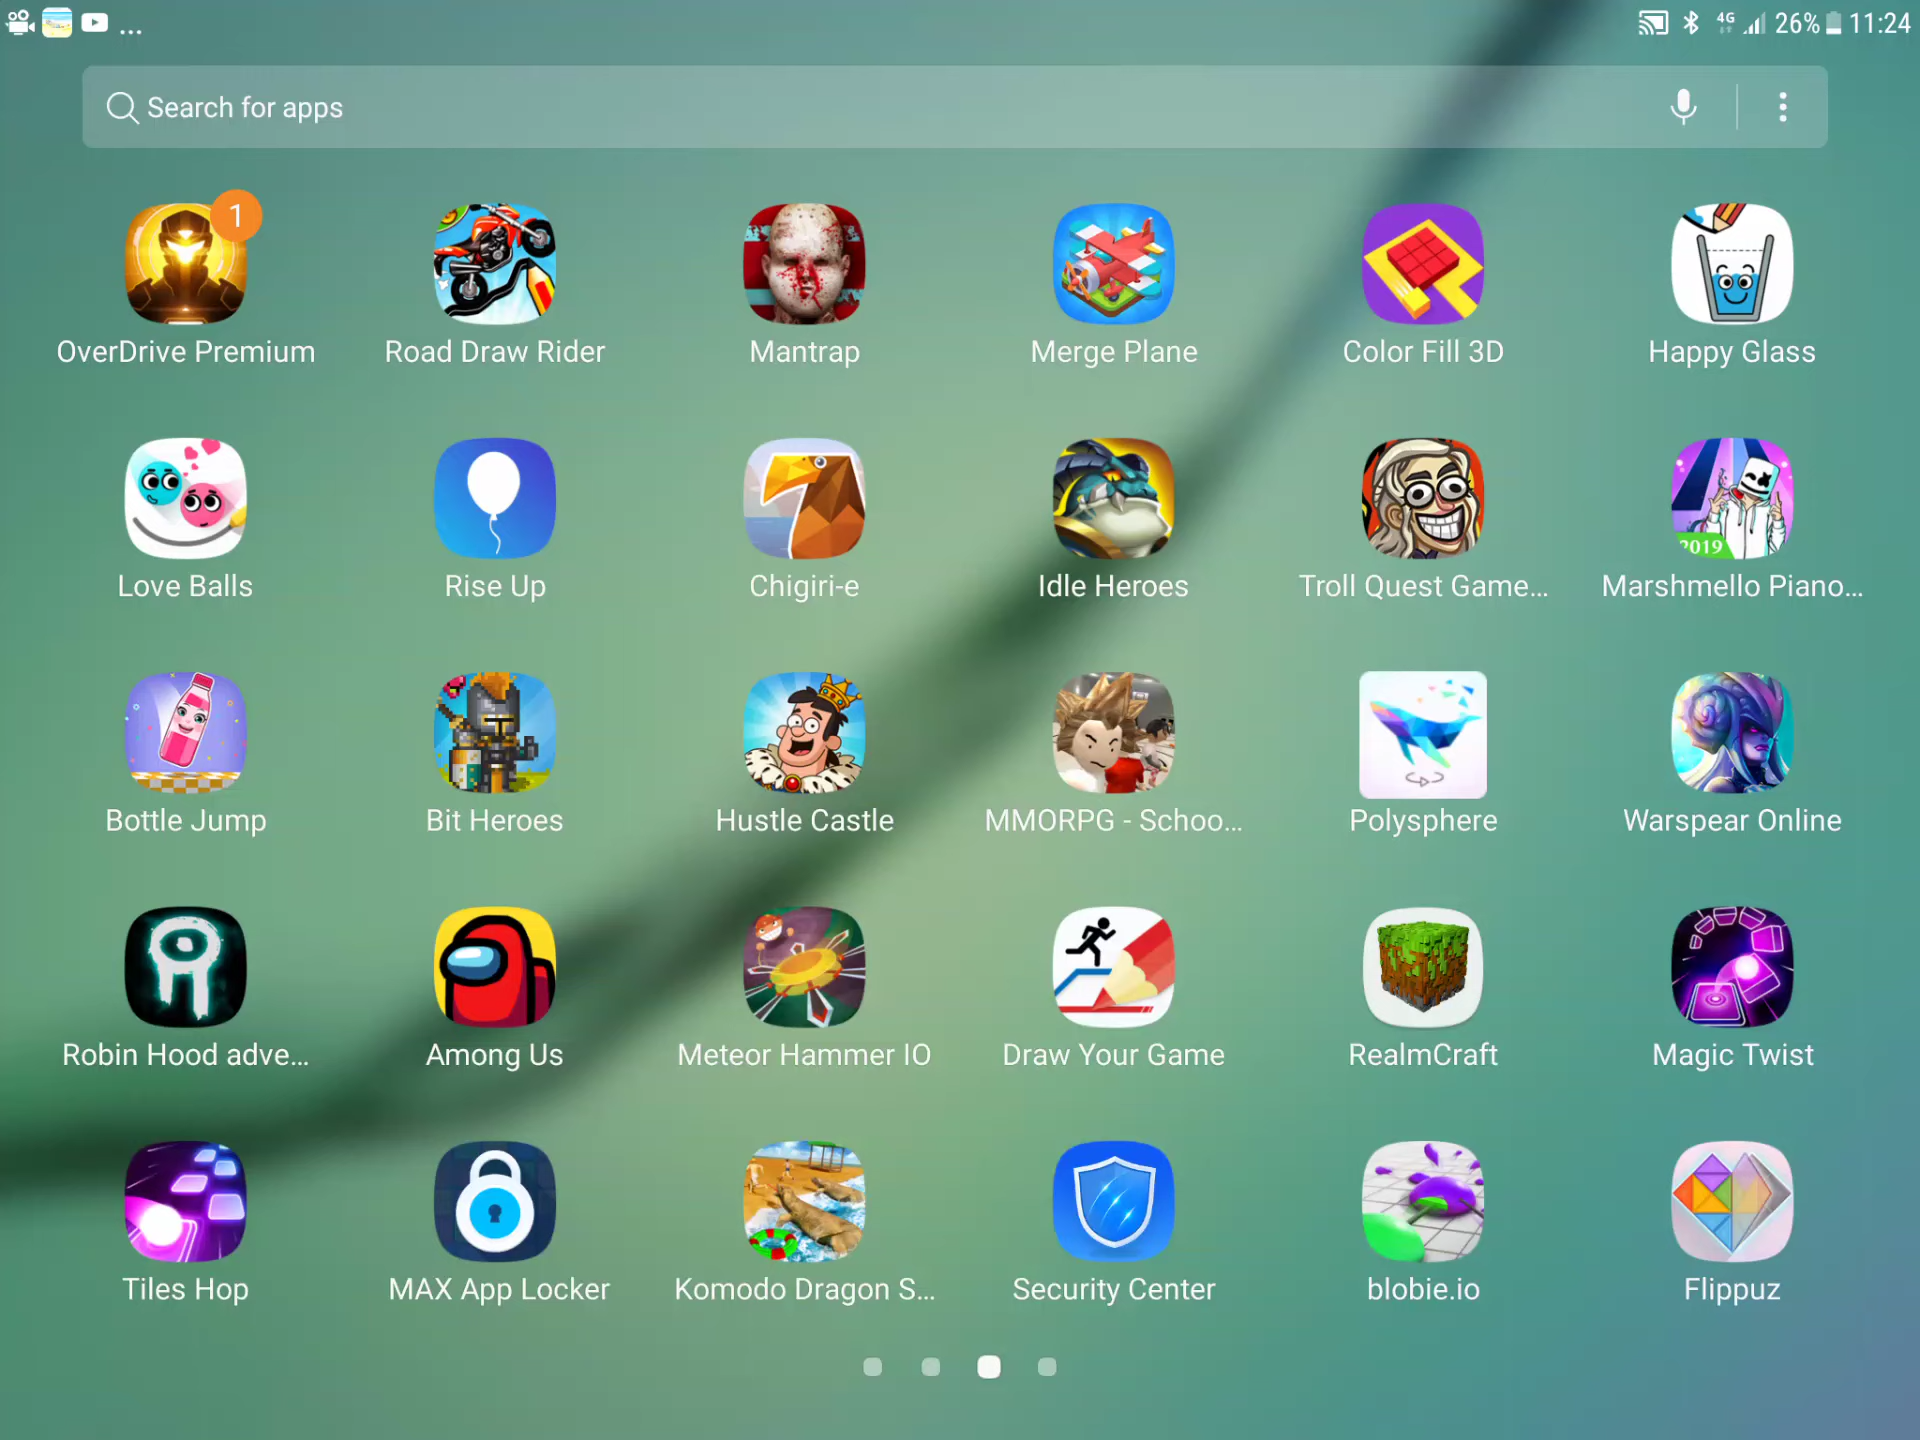 ... 4G 26% 11:24
Search for apps
1
OverDrive Premium Road Draw Rider Mantrap Merge Plane Color Fill 3D Happy Glass
2019
Love Balls Rise Up Chigiri-e Idle Heroes Troll Quest Game... Marshmello Piano...
Bottle Jump Bit Heroes Hustle Castle MMORPG - Schoo... Polysphere Warspear Online
Robin Hood adve... Among Us Meteor Hammer IO Draw Your Game RealmCraft Magic Twist
Tiles Hop MAX App Locker Komodo Dragon S... Security Center blobie.io Flippuz